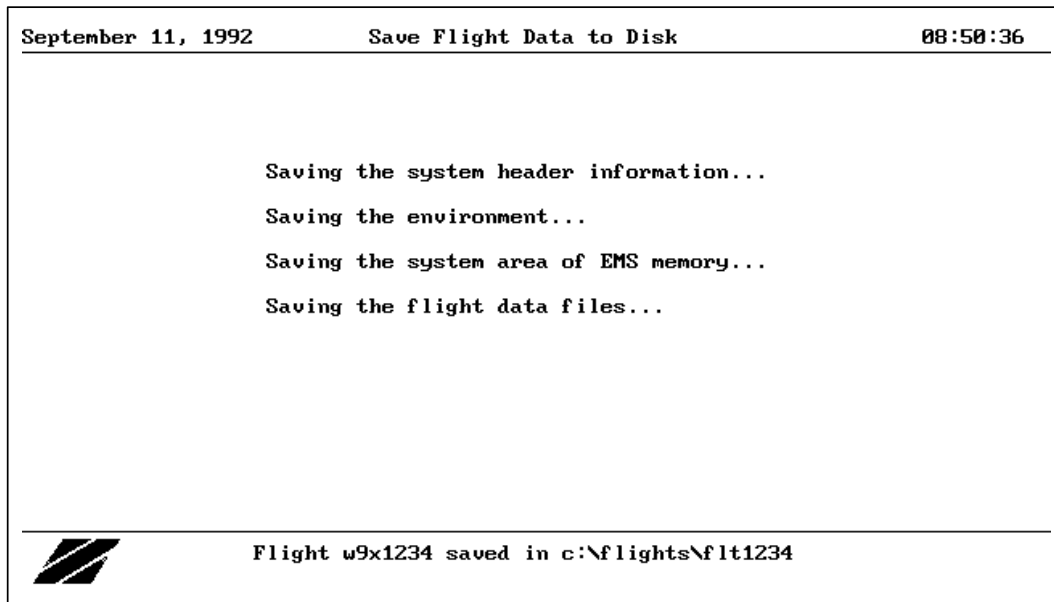 September 11, 1992 Save Flight Data to Disk 08:50:36
Saving the system header information...
Saving the environment...
Saving the system area of EMS memory...
Saving the flight data files...
Flight w9x1234 saved in c:\flights\flt1234